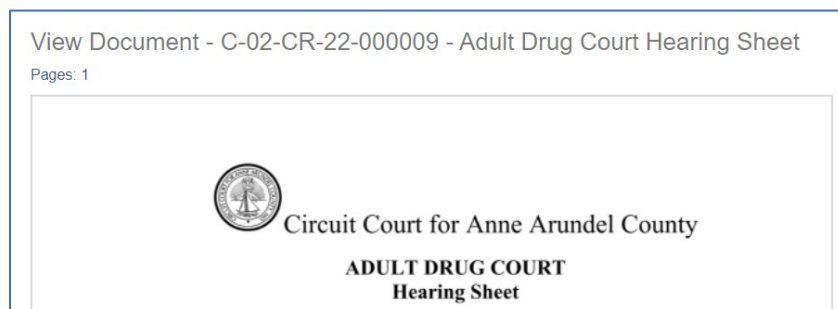 View Document - C-02-CR-22-000009 - Adult Drug Court Hearing Sheet
Pages: 1
Circuit Court for Anne Arundel County
ADULT DRUG COURT
Hearing Sheet